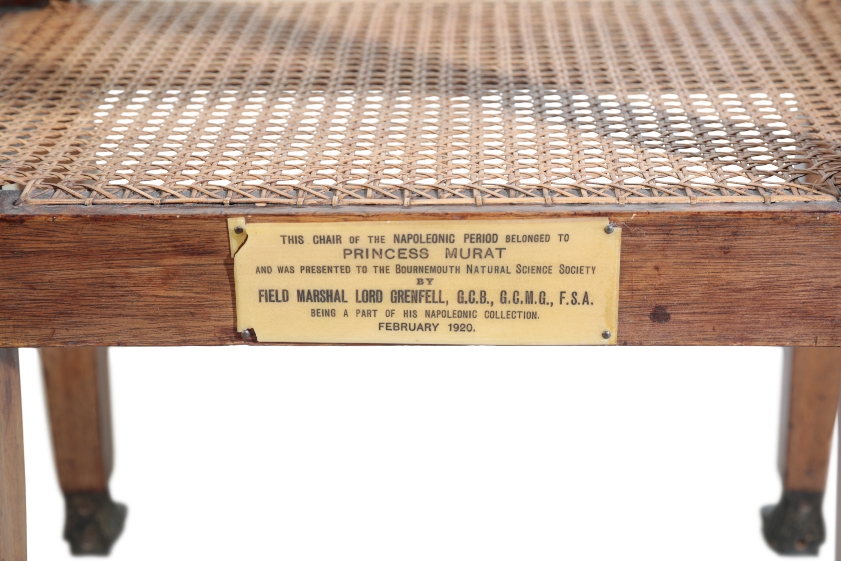 THIS CHAIR OF THE NAPOLEONIC PERIOD BELONGED TO
PRINCESS MURAT
AND WAS PRESENTED TO THE BOURNEMOUTH NATURAL SCIENCE SOCIETY
BY
FIELD MARSHAL LORD GRENFELL, G.C.B., G.C.M.G., F.S.A.
BEING A PART OF HIS NAPOLEONIC COLLECTION.
FEBRUARY 1920.